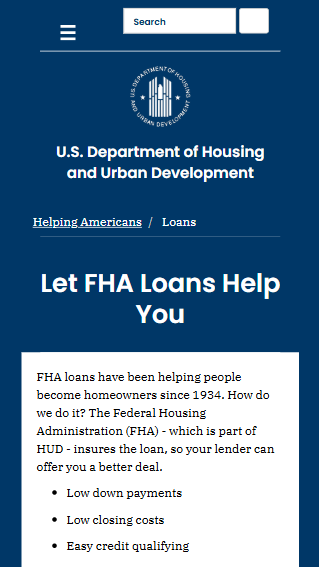 Search
U.S. DEPARTMENT OF HOUSING
AND URBAN DEVELOPMENT
U.S. Department of Housing
and Urban Development
Helping Americans / Loans
Let FHA Loans Help
You
FHA loans have been helping people
become homeowners since 1934. How do
we do it? The Federal Housing
Administration (FHA) - which is part of
HUD - insures the loan, so your lender can
offer you a better deal.
• Low down payments
• Low closing costs
• Easy credit qualifying